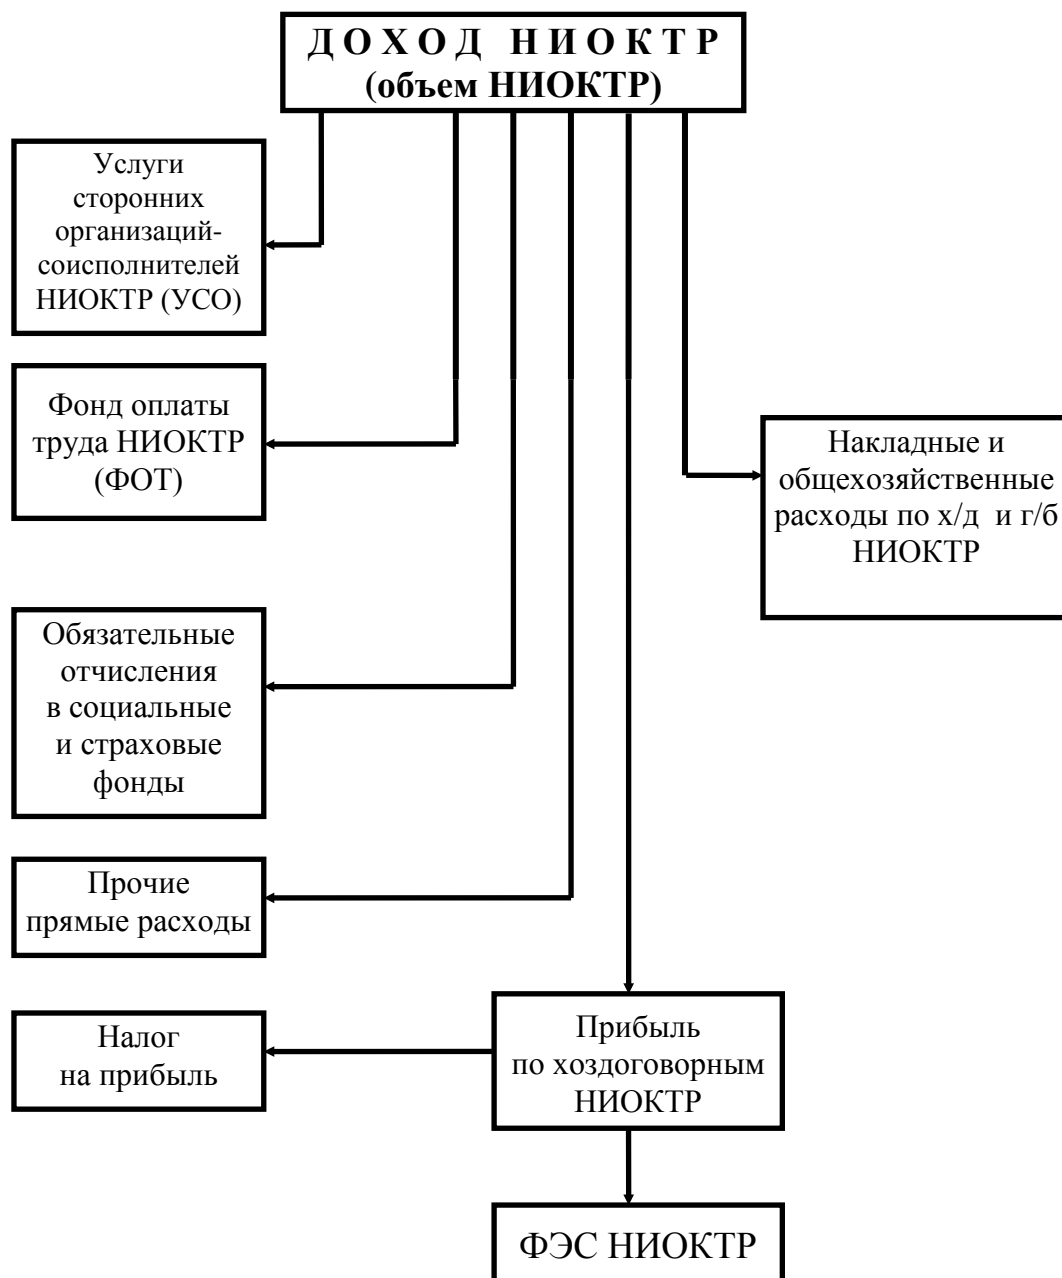 Д О Х О Д Н И О К Т Р
(объем НИОКТР)
Услуги
сторонних
организаций-
соисполнителей
НИОКТР (УСО)
Фонд оплаты
труда НИОКТР
(ФОТ)
Накладные и
общехозяйственные
расходы по х/д и г/б
НИОКТР
Обязательные
отчисления
в социальные
и страховые
фонды
Прочие
прямые расходы
Налог
на прибыль
Прибыль
по хоздоговорным
НИОКТР
ФЭС НИОКТР